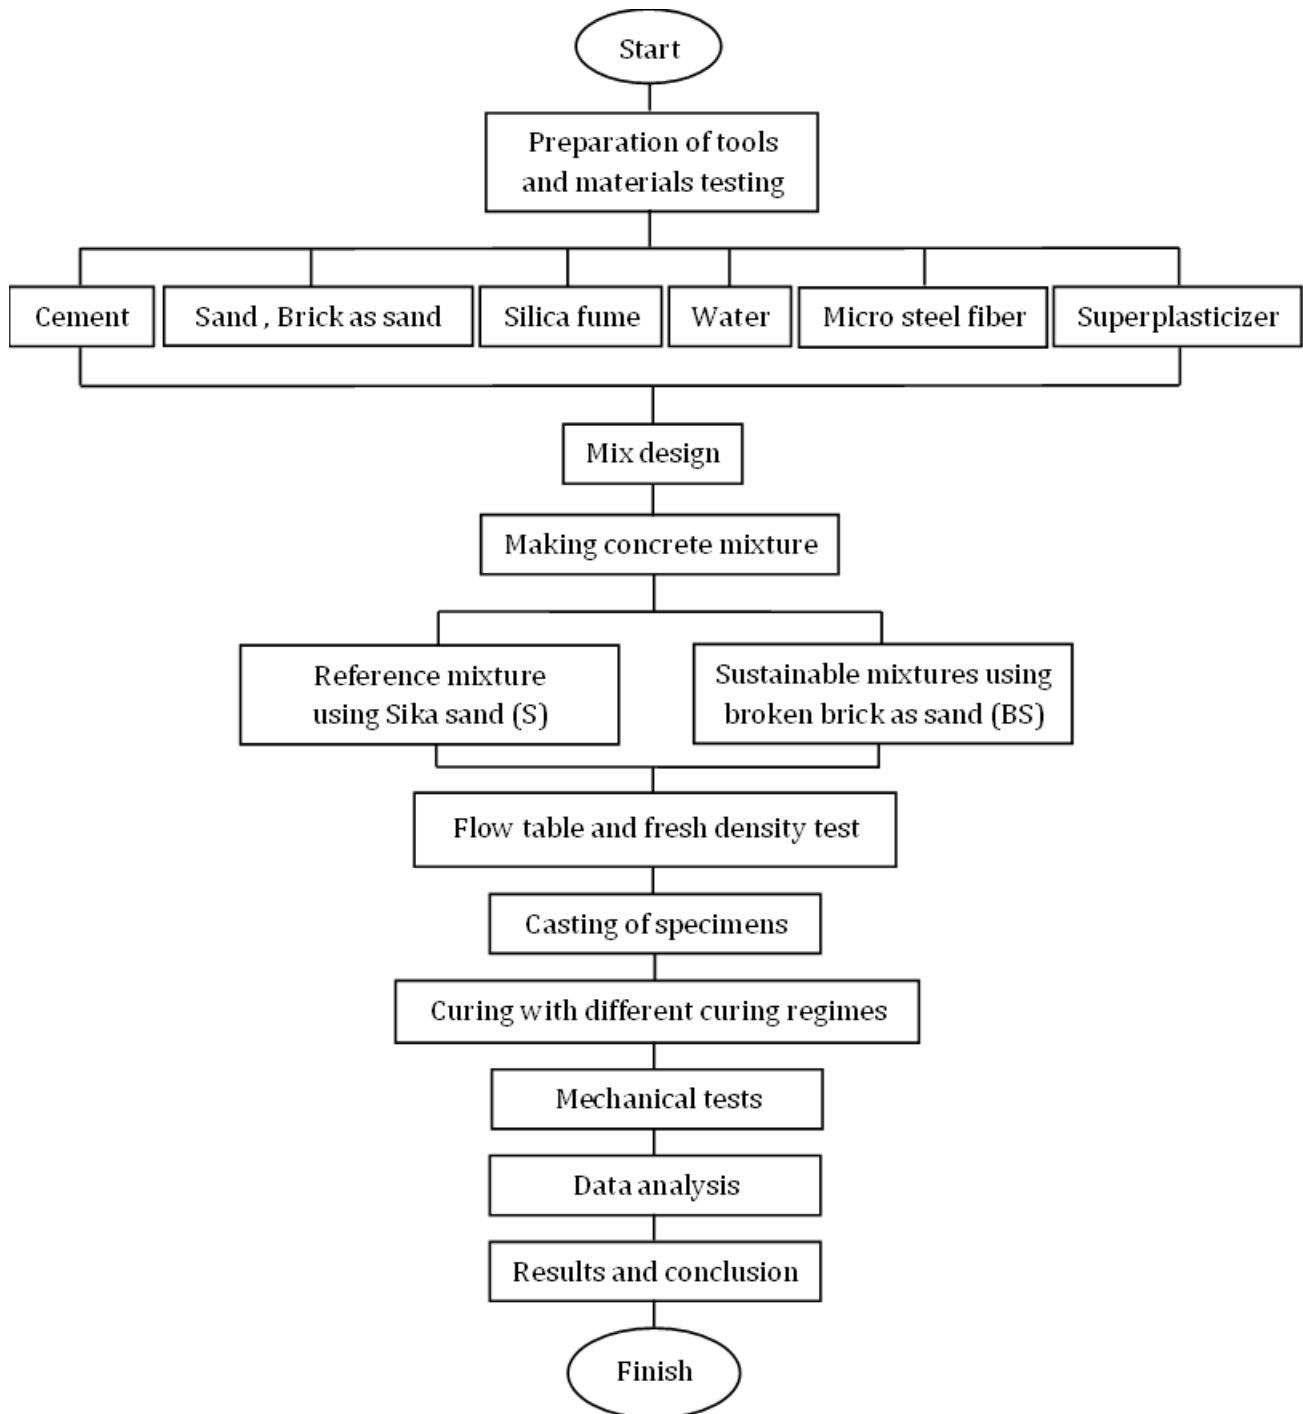 Start
Preparation of tools
and materials testing
Cement
Sand , Brick as sand
Silica fume
Water
Micro steel fiber
Superplasticizer
Mix design
Making concrete mixture
Reference mixture
using Sika sand (S)
Sustainable mixtures using
broken brick as sand (BS)
Flow table and fresh density test
Casting of specimens
Curing with different curing regimes
Mechanical tests
Data analysis
Results and conclusion
Finish